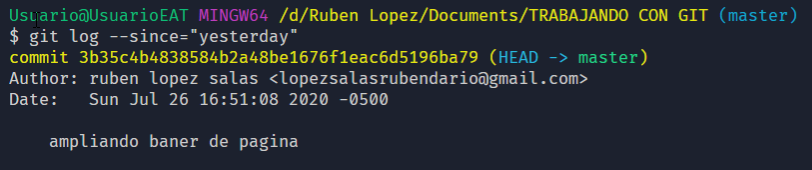 Usuario@UsuarioEAT MINGW64 /d/Ruben Lopez/Documents/TRABAJANDO CON GIT (master)
$ git log --since="yesterday"
commit 3b35c4b4838584b2a48be1676f1eac6d5196ba79 (HEAD -> master)
Author: ruben lopez salas <lopezsalasrubendario@gmail.com>
Date:   Sun Jul 26 16:51:08 2020 -0500
    ampliando baner de pagina